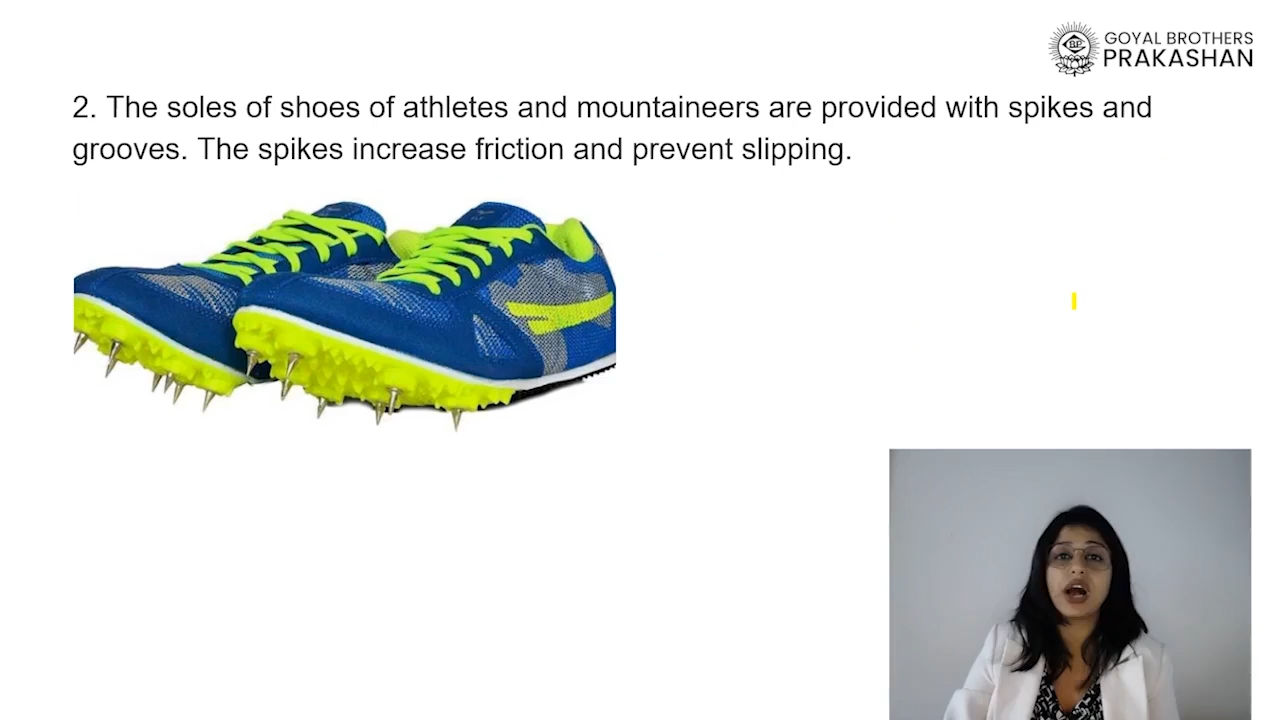 GOYAL BROTHERS
PRAKASHAN
2. The soles of shoes of athletes and mountaineers are provided with spikes and
grooves. The spikes increase friction and prevent slipping.